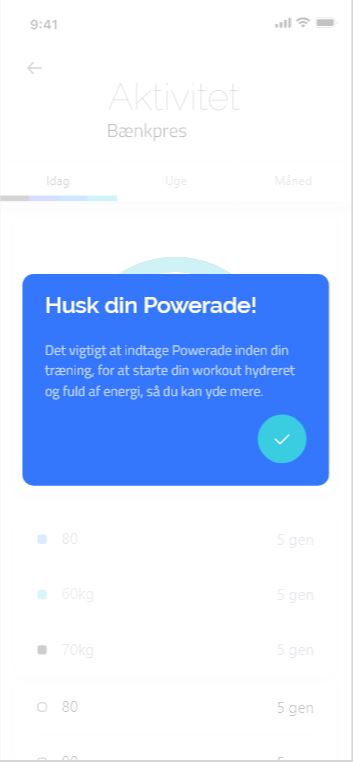 9:41
Aktivitet
Bænkpres
Idag Uge Måned
Husk din Powerade!
Det vigtigt at indtage Powerade inden din
træning, for at starte din workout hydreret
og fuld af energi, så du kan yde mere.
80 5 gen
60kg 5 gen
70kg 5 gen
80 5 gen